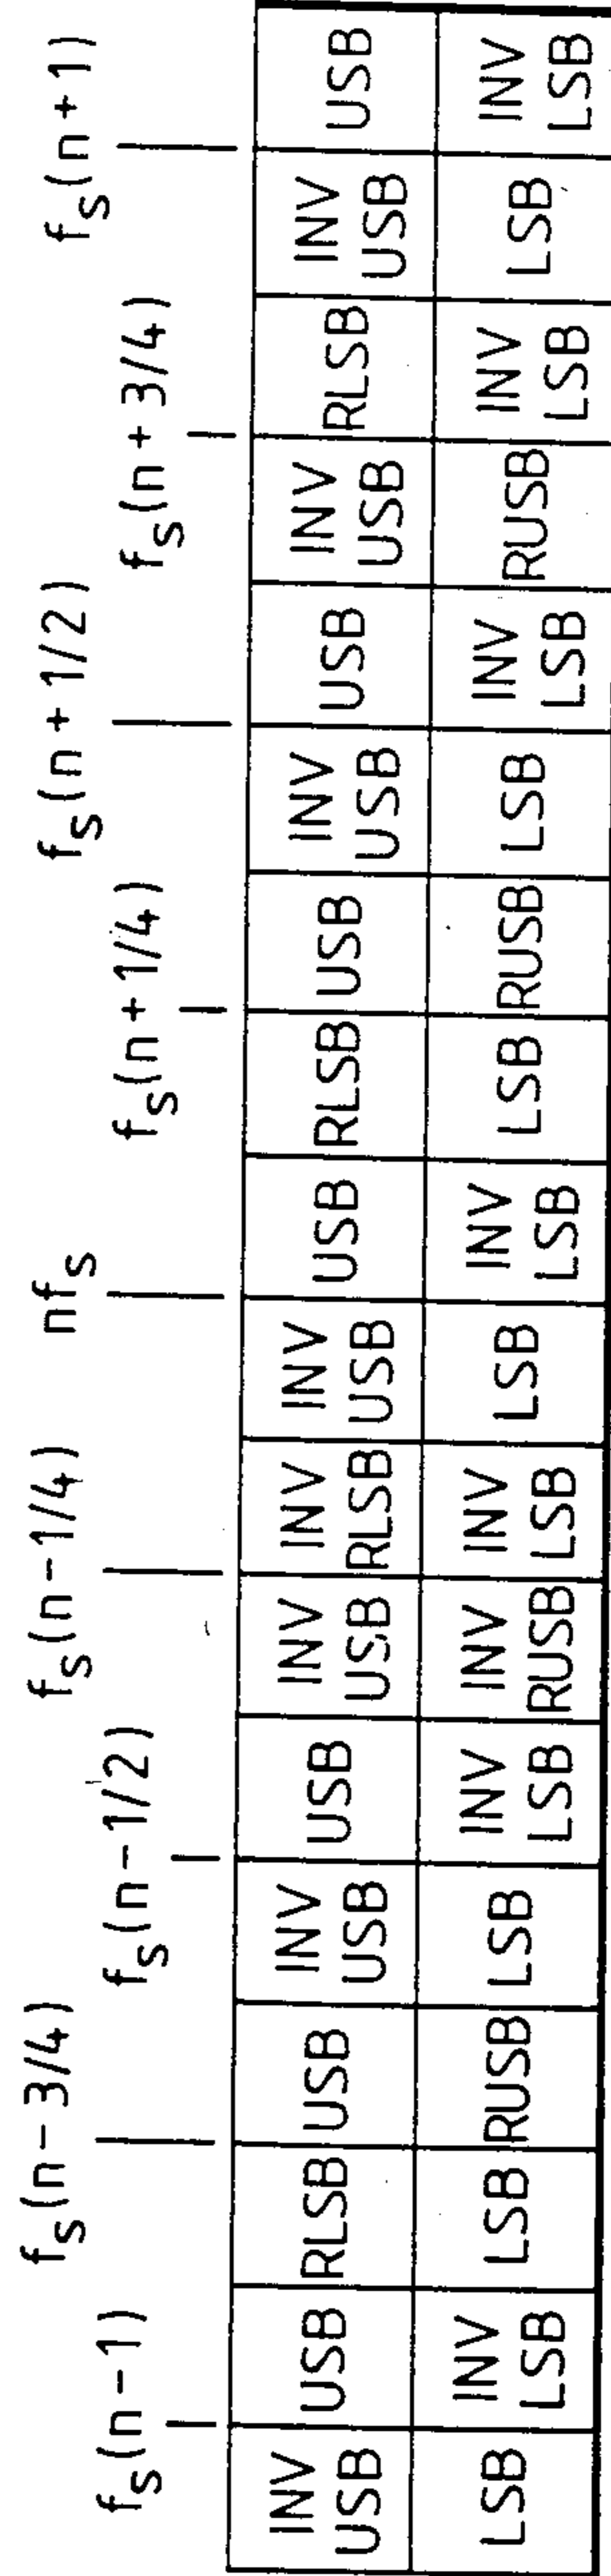 fs(n-1)
fs(n-3/4)
fs(n-1/2)
fs(n-1/4)
nfs
fs(n+1/4)
fs(n+1/2)
fs(n+3/4)
fs(n+1)
INV
USB
USB
RLSB
USB
INV
USB
USB
INV
USB
INV
RLSB
INV
USB
USB
RLSB
USB
INV
USB
USB
INV
USB
RLSB
INV
USB
USB
LSB
INV
LSB
LSB
RUSB
LSB
INV
LSB
INV
RUSB
INV
LSB
LSB
INV
LSB
LSB
RUSB
LSB
INV
LSB
RUSB
INV
LSB
LSB
INV
LSB